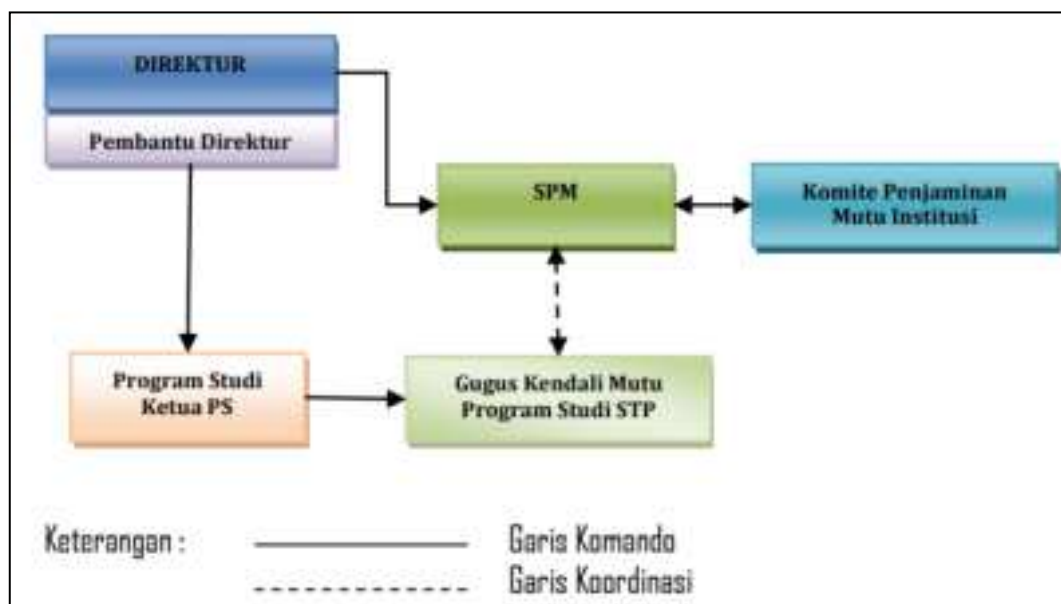 DIREKTUR
Pembantu Direktur
SPM
Komite Penjaminan
Mutu Institusi
Program Studi
Ketua PS
Gugus Kendali Mutu
Program Studi STP
Keterangan :
Garis Komando
Garis Koordinasi